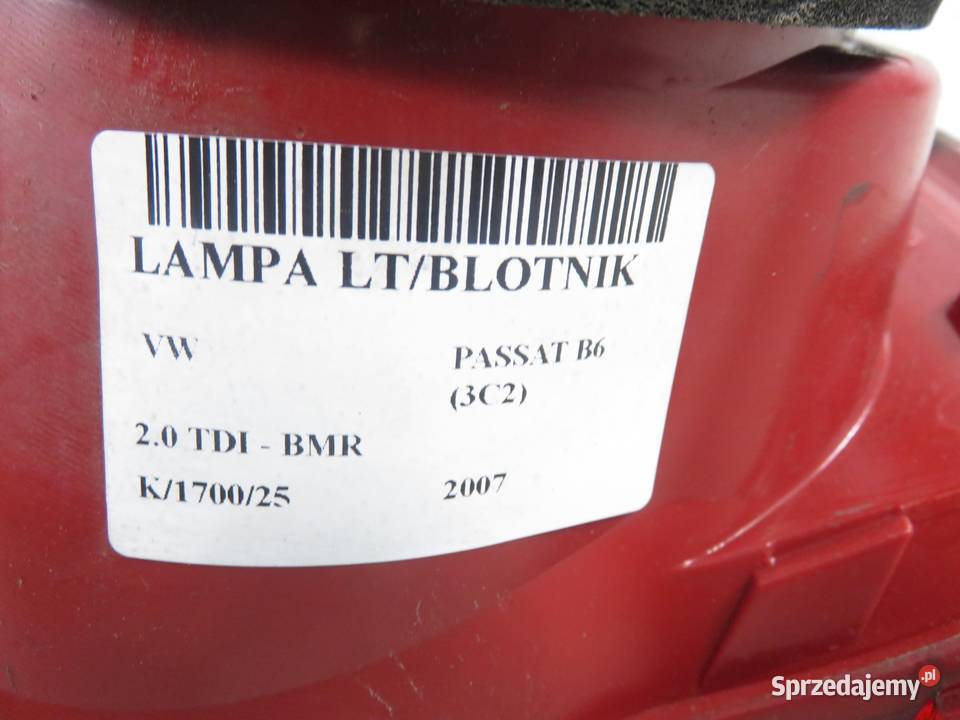 LAMPA LT/BLOTNIK
VW PASSAT B6
(3C2)
2.0 TDI - BMR
K/1700/25 2007
Sprzedajemy.pl